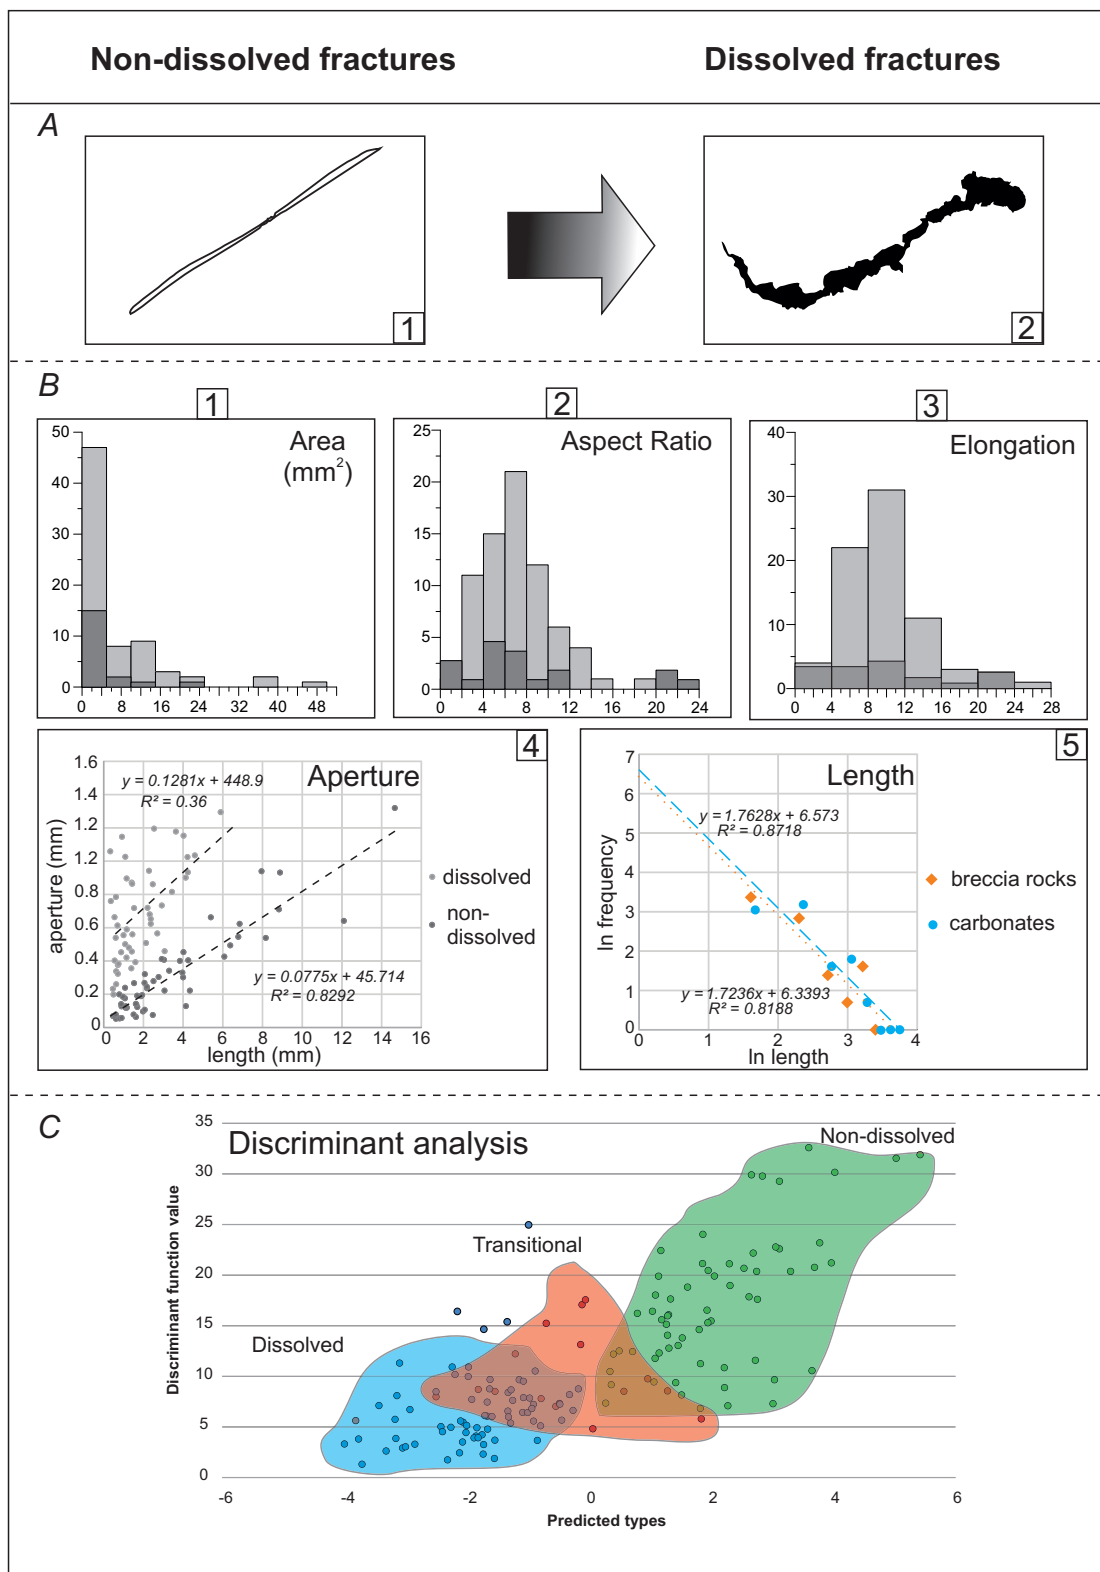 Non-dissolved fractures
Dissolved fractures
A
1
2
B
1
2
3
50
40
30
20
10
0
Area
(mm²)
0 8 16 24 32 40 48
25
20
15
10
5
0
Aspect Ratio
0 4 8 12 16 20 24
40
30
20
10
0
Elongation
0 4 8 12 16 20 24 28
4
1.6
1.4
1.2
1.0
0.8
0.6
0.4
0.2
0
aperture (mm)
y = 0.1281x + 448.9
R² = 0.36
Aperture
dissolved
non-
dissolved
y = 0.0775x + 45.714
R² = 0.8292
0 2 4 6 8 10 12 14 16
length (mm)
5
7
6
5
4
3
2
1
0
ln frequency
Length
y = 1.7628x + 6.573
R² = 0.8718
breccia rocks
carbonates
y = 1.7236x + 6.3393
R² = 0.8188
0 1 2 3 4
ln length
C
Discriminant analysis
35
30
25
20
15
10
5
0
Discriminant function value
Non-dissolved
Transitional
Dissolved
-6 -4 -2 0 2 4 6
Predicted types